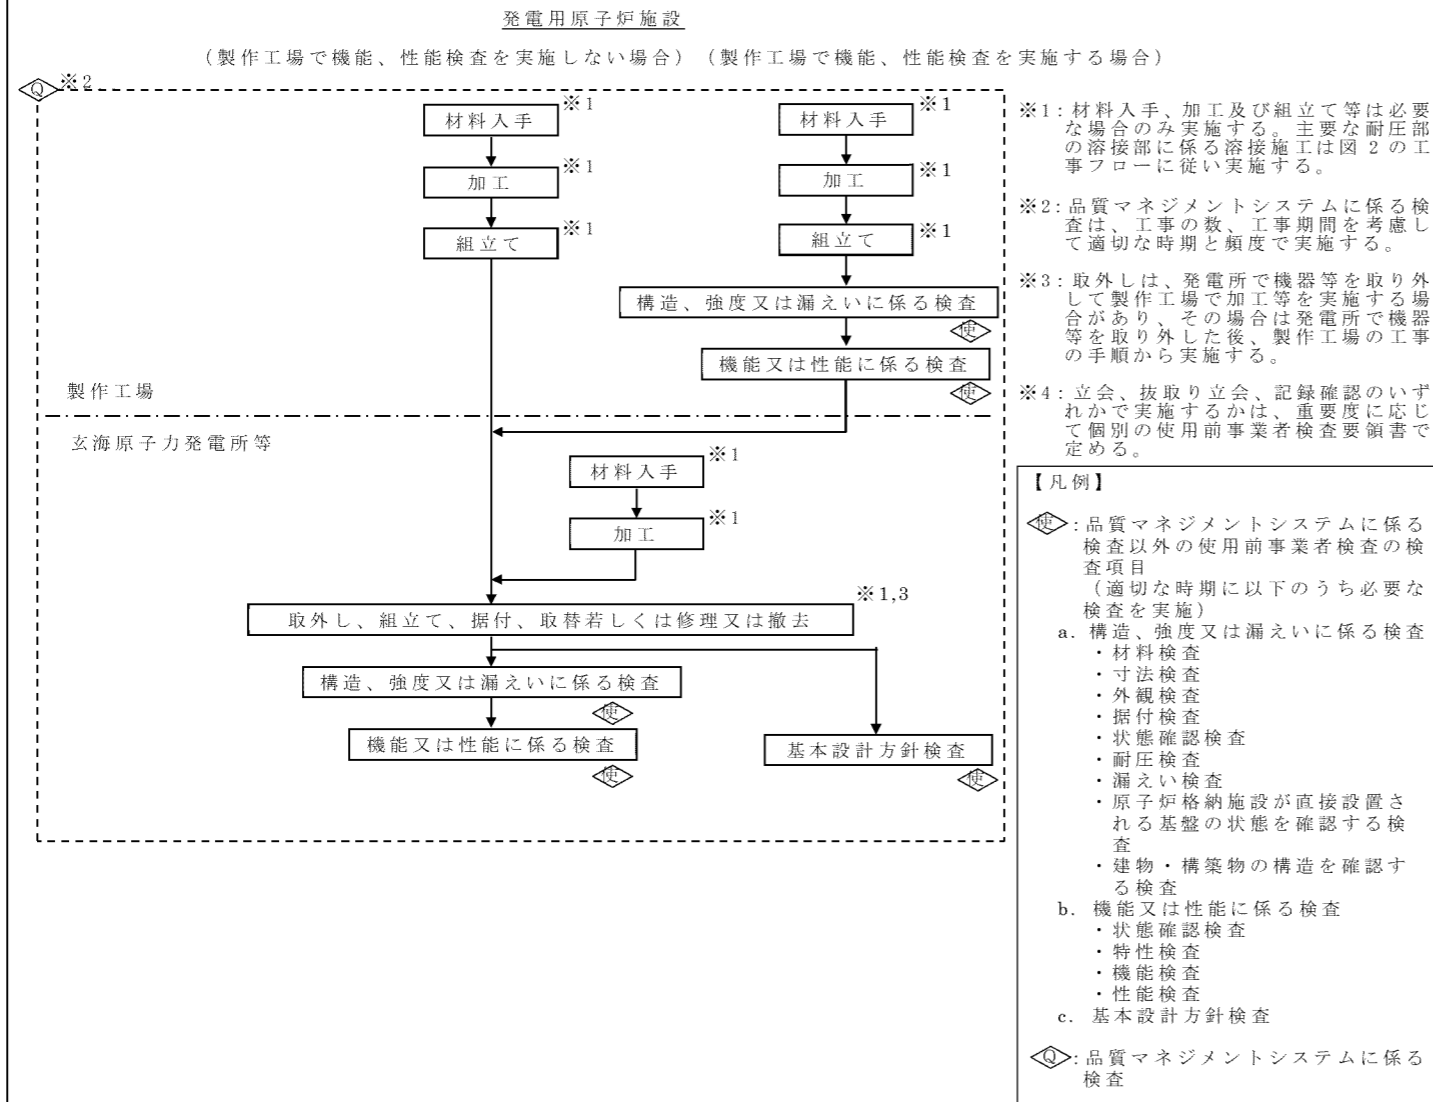 発電用原子炉施設
（製作工場で機能、性能検査を実施しない場合）（製作工場で機能、性能検査を実施する場合）
Q ※2
材料入手 ※1
加工 ※1
組立て ※1
材料入手 ※1
加工 ※1
組立て ※1
構造、強度又は漏えいに係る検査
使
機能又は性能に係る検査
使
製作工場
玄海原子力発電所等
材料入手 ※1
加工 ※1
取外し、組立て、据付、取替若しくは修理又は撤去 ※1,3
構造、強度又は漏えいに係る検査
使
機能又は性能に係る検査
使
基本設計方針検査
使
※1：材料入手、加工及び組立て等は必要
な場合のみ実施する。主要な耐圧部
の溶接部に係る溶接施工は図2の工
事フローに従い実施する。
※2：品質マネジメントシステムに係る検
査は、工事の数、工事期間を考慮し
て適切な時期と頻度で実施する。
※3：取外しは、発電所で機器等を取り外
して製作工場で加工等を実施する場
合があり、その場合は発電所で機器
等を取り外した後、製作工場の工事
の手順から実施する。
※4：立会、抜取り立会、記録確認のいず
れかで実施するかは、重要度に応じ
て個別の使用前事業者検査要領書で
定める。
【凡例】
使：品質マネジメントシステムに係る
検査以外の使用前事業者検査の検
査項目
（適切な時期に以下のうち必要な
検査を実施）
a. 構造、強度又は漏えいに係る検査
・材料検査
・寸法検査
・外観検査
・据付検査
・状態確認検査
・耐圧検査
・漏えい検査
・原子炉格納施設が直接設置さ
れる基盤の状態を確認する検
査
・建物・構築物の構造を確認す
る検査
b. 機能又は性能に係る検査
・状態確認検査
・特性検査
・機能検査
・性能検査
c. 基本設計方針検査
Q：品質マネジメントシステムに係る
検査